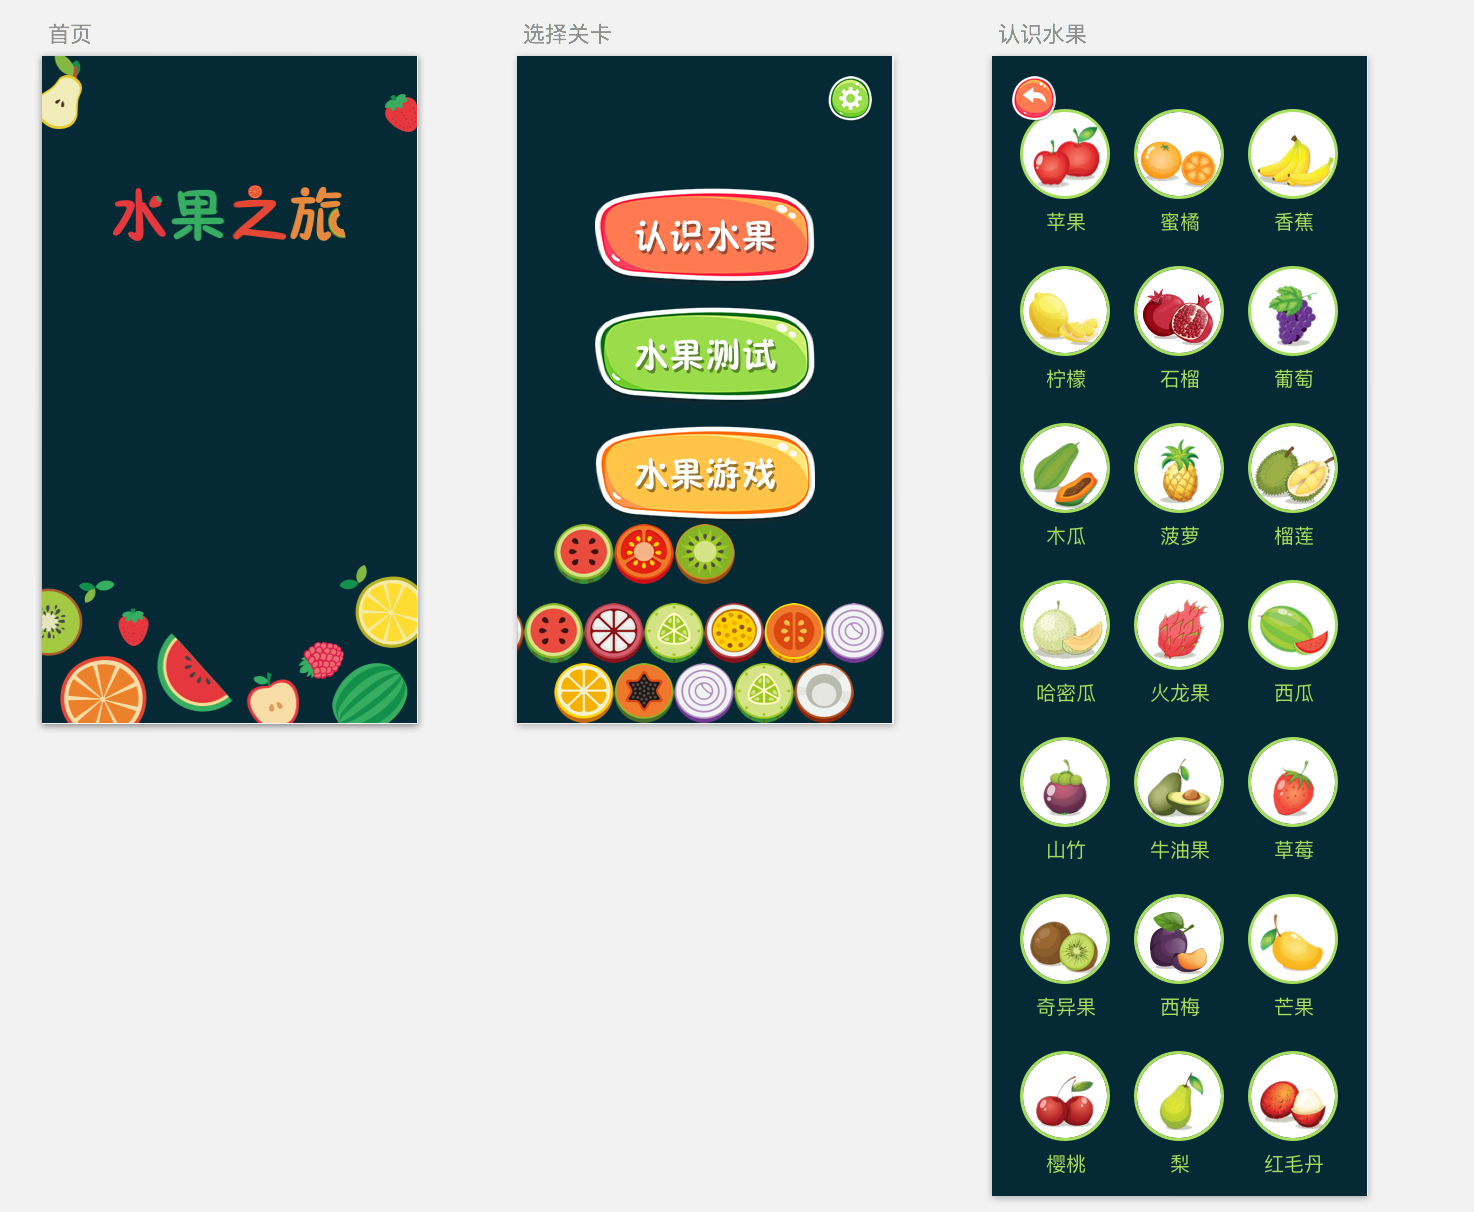 首页
水果之旅
选择关卡
认识水果
水果测试
水果游戏
认识水果
苹果 蜜橘 香蕉
柠檬 石榴 葡萄
木瓜 菠萝 榴莲
哈密瓜 火龙果 西瓜
山竹 牛油果 草莓
奇异果 西梅 芒果
樱桃 梨 红毛丹